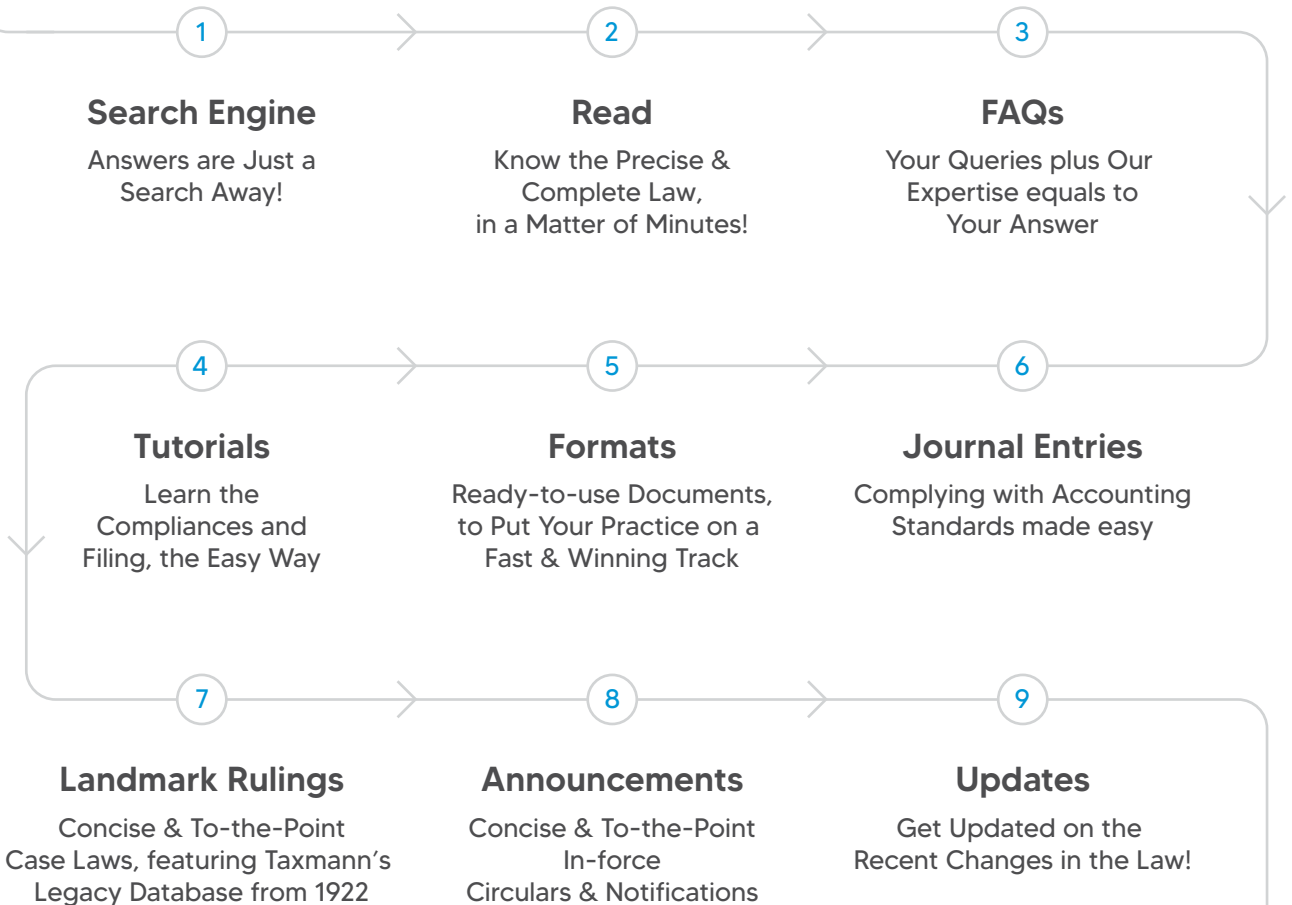 1
Search Engine
Answers are Just a
Search Away!
2
Read
Know the Precise &
Complete Law,
in a Matter of Minutes!
3
FAQs
Your Queries plus Our
Expertise equals to
Your Answer
4
Tutorials
Learn the
Compliances and
Filing, the Easy Way
5
Formats
Ready-to-use Documents,
to Put Your Practice on a
Fast & Winning Track
6
Journal Entries
Complying with Accounting
Standards made easy
7
Landmark Rulings
Concise & To-the-Point
Case Laws, featuring Taxmann's
Legacy Database from 1922
8
Announcements
Concise & To-the-Point
In-force
Circulars & Notifications
9
Updates
Get Updated on the
Recent Changes in the Law!